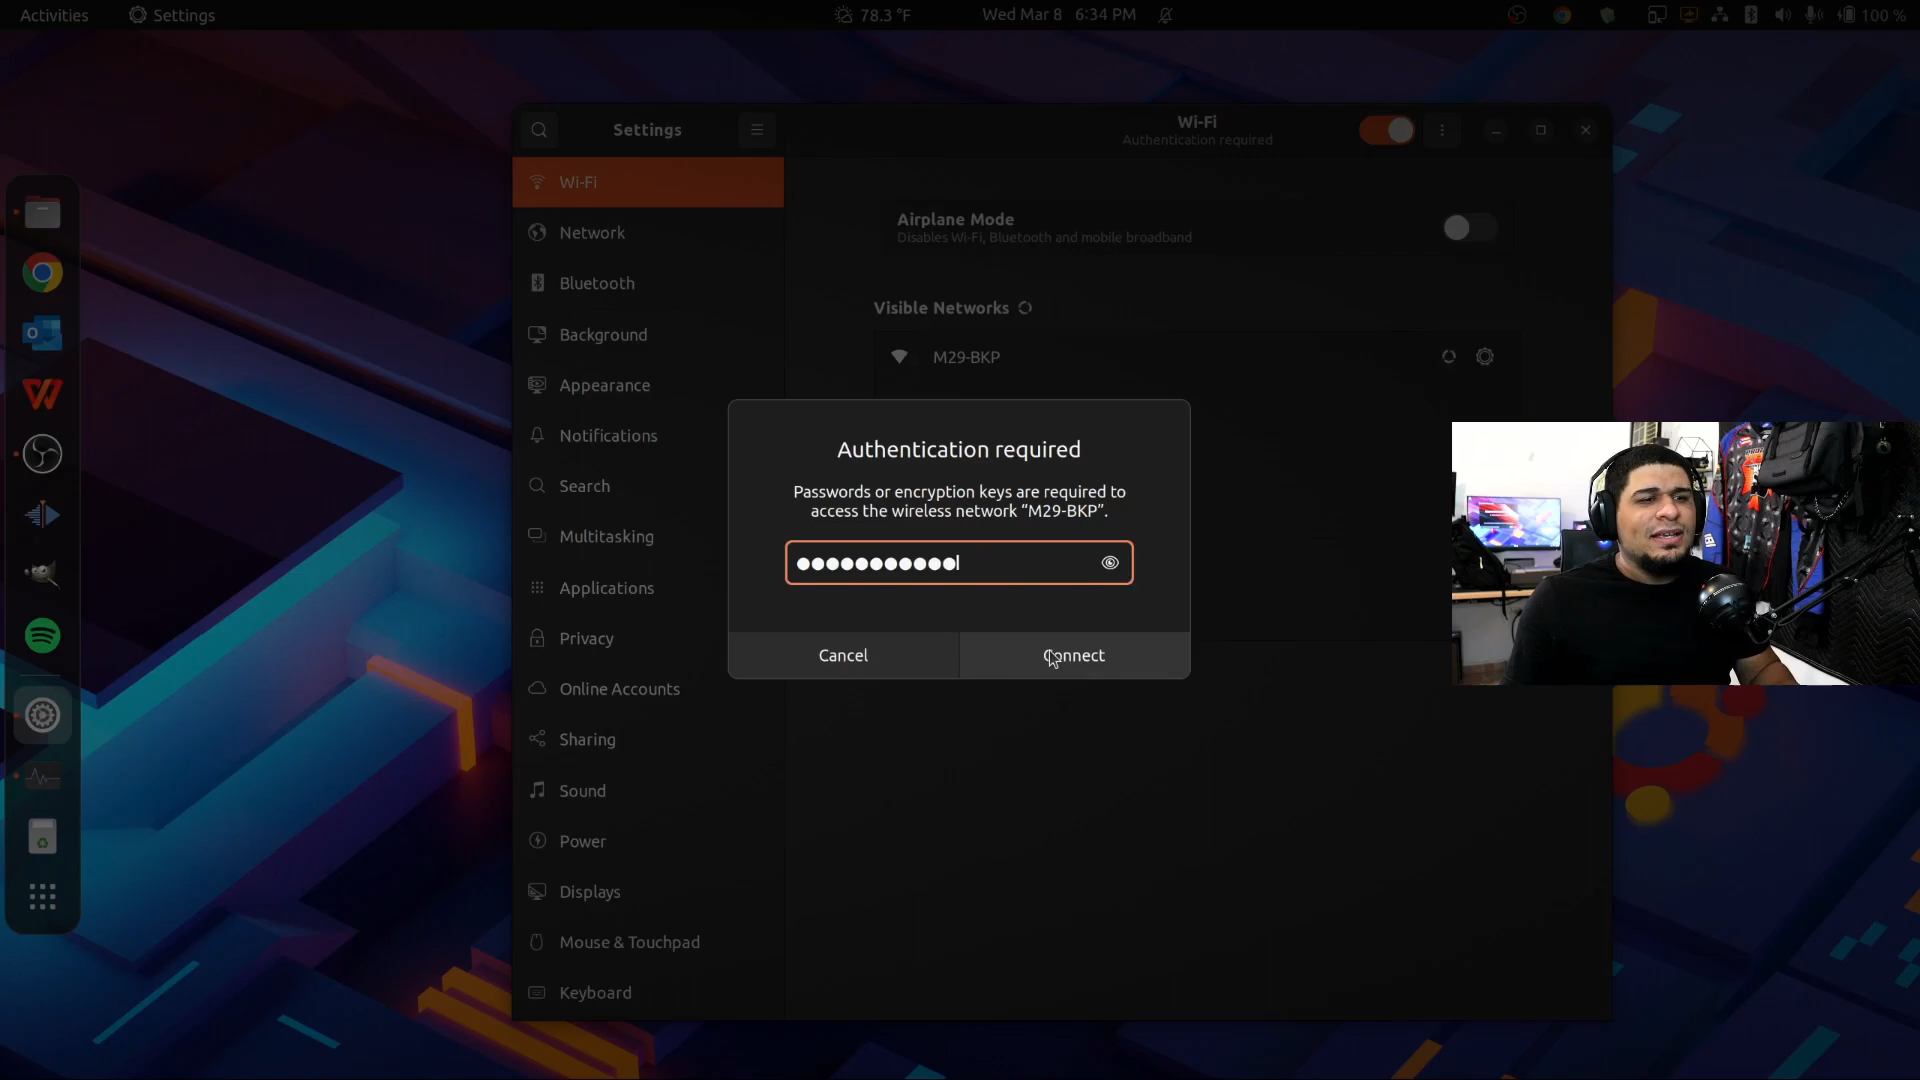 Activities
Settings
78.3 °F
Wed Mar 8 6:34 PM
100 %
Settings
Wi-Fi
Authentication required
Wi-Fi
Network
Bluetooth
Background
Appearance
Notifications
Search
Multitasking
Applications
Privacy
Online Accounts
Sharing
Sound
Power
Displays
Mouse & Touchpad
Keyboard
Airplane Mode
Disables Wi-Fi, Bluetooth and mobile broadband
Visible Networks
M29-BKP
Authentication required
Passwords or encryption keys are required to
access the wireless network “M29-BKP”.
●●●●●●●●●●●
Cancel
Connect